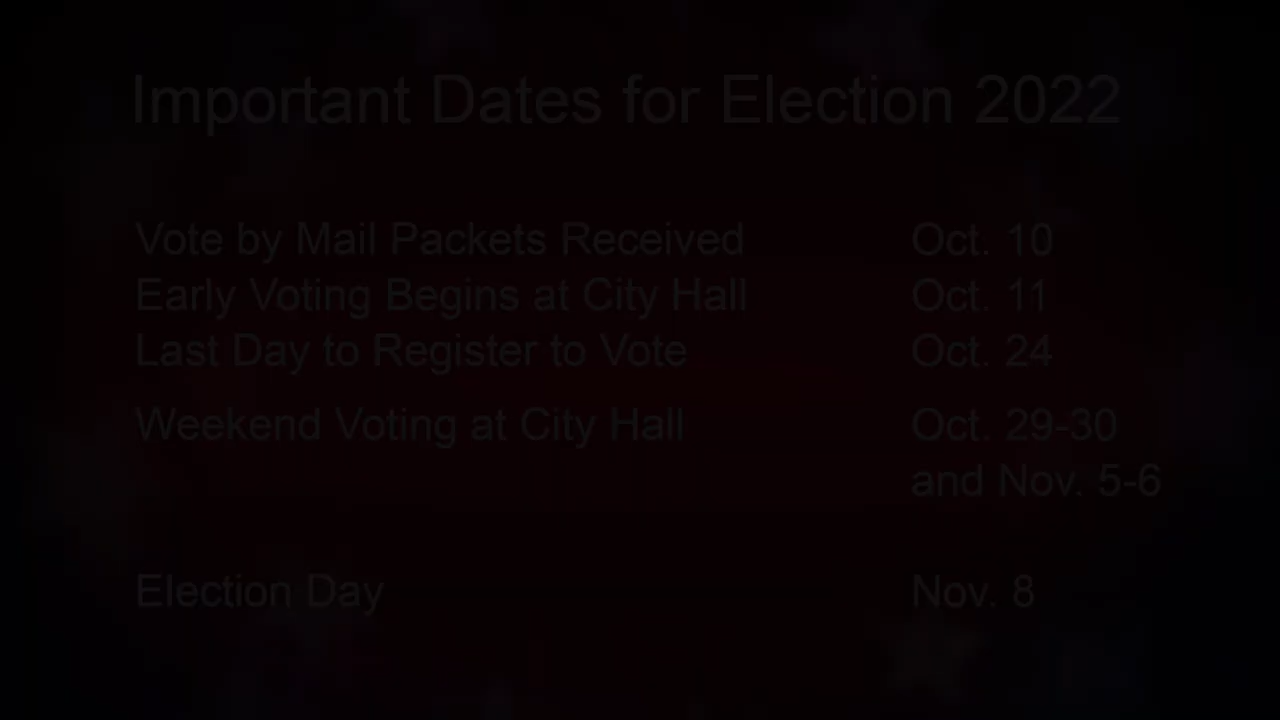 Important Dates for Election 2022
Vote by Mail Packets Received Oct. 10
Early Voting Begins at City Hall Oct. 11
Last Day to Register to Vote Oct. 24
Weekend Voting at City Hall Oct. 29-30
and Nov. 5-6
Election Day Nov. 8